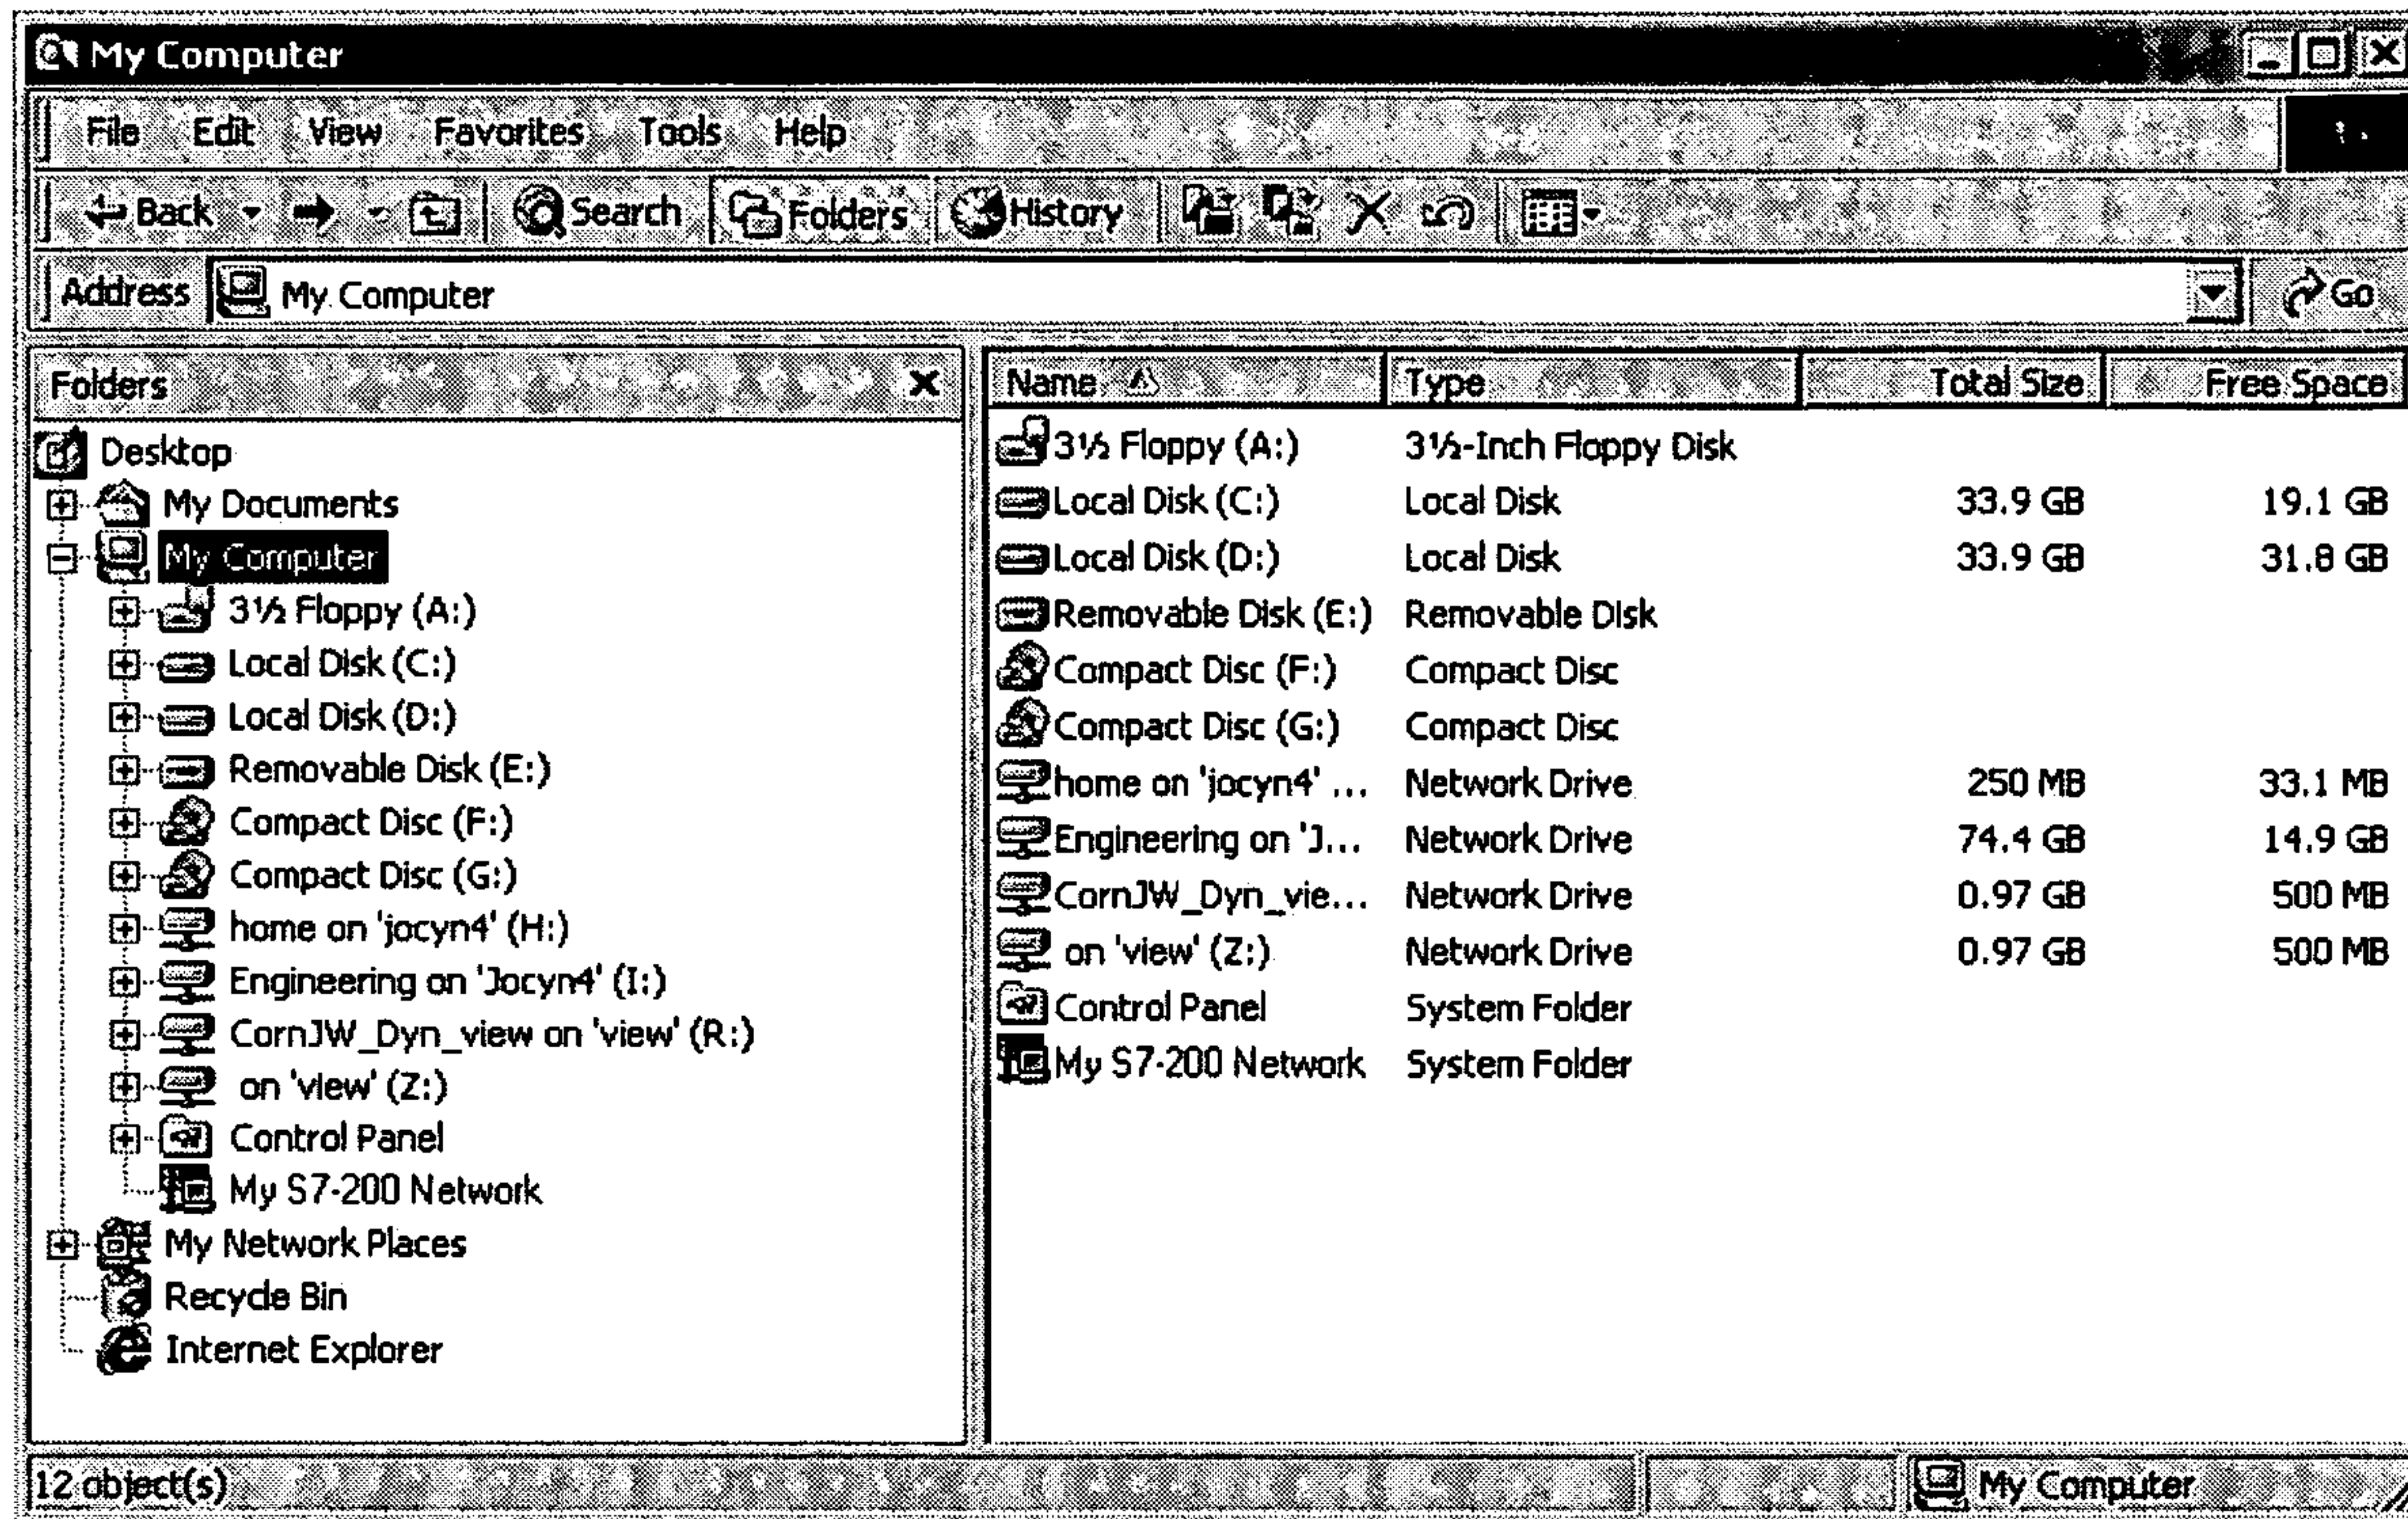 My Computer
File Edit View Favorites Tools Help
Back Search Folders History
Address My Computer Go
Folders
Desktop
My Documents
My Computer
3½ Floppy (A:)
Local Disk (C:)
Local Disk (D:)
Removable Disk (E:)
Compact Disc (F:)
Compact Disc (G:)
home on 'jocyn4' (H:)
Engineering on 'Jocyn4' (I:)
CornJW_Dyn_view on 'view' (R:)
on 'view' (Z:)
Control Panel
My S7-200 Network
My Network Places
Recycle Bin
Internet Explorer
Name Type Total Size Free Space
3½ Floppy (A:) 3½-Inch Floppy Disk
Local Disk (C:) Local Disk 33.9 GB 19.1 GB
Local Disk (D:) Local Disk 33.9 GB 31.8 GB
Removable Disk (E:) Removable Disk
Compact Disc (F:) Compact Disc
Compact Disc (G:) Compact Disc
home on 'jocyn4' ... Network Drive 250 MB 33.1 MB
Engineering on 'J... Network Drive 74.4 GB 14.9 GB
CornJW_Dyn_vie... Network Drive 0.97 GB 500 MB
on 'view' (Z:) Network Drive 0.97 GB 500 MB
Control Panel System Folder
My S7-200 Network System Folder
12 object(s) My Computer